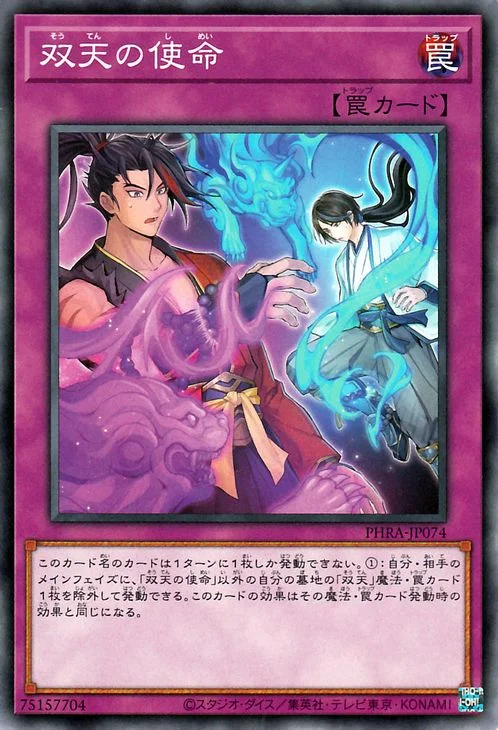 双天の使命
罠
【罠カード】
PHRA-JP074
このカード名のカードは1ターンに1枚しか発動できない。①:自分・相手の
メインフェイズに、「双天の使命」以外の自分の墓地の「双天」魔法・罠カード
1枚を除外して発動できる。このカードの効果はその魔法・罠カード発動時の
効果と同じになる。
75157704 ©スタジオ・ダイス/集英社・テレビ東京・KONAMI